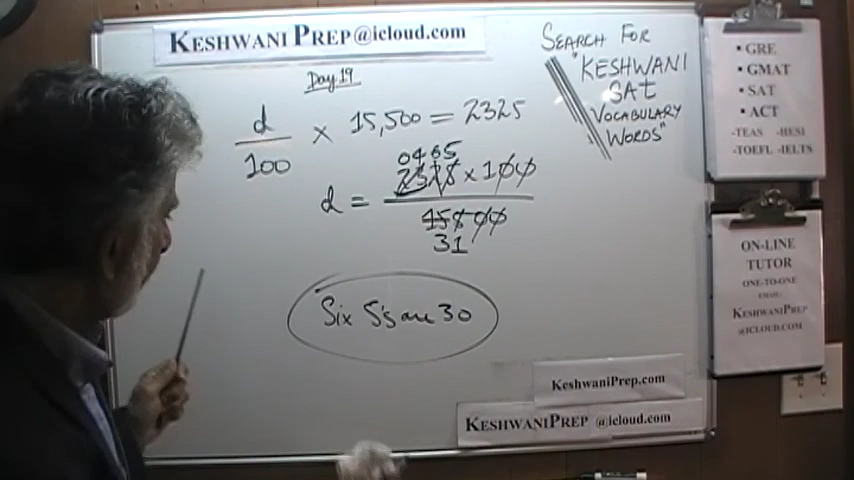 KESHWANIPREP@icloud.com
Day 19
d/100 × 15,500 = 2325
0465
d = 2325 × 100
15500
31
Six 5's are 30
SEARCH FOR
"KESHWANI
SAT
VOCABULARY
WORDS"
• GRE
• GMAT
• SAT
• ACT
-TEAS -HESI
-TOEFL -IELTS
ON-LINE
TUTOR
ONE-TO-ONE
EMAIL:
KESHWANIPREP
@ICLOUD.COM
KESHWANIPREP.com
KESHWANIPREP @icloud.com